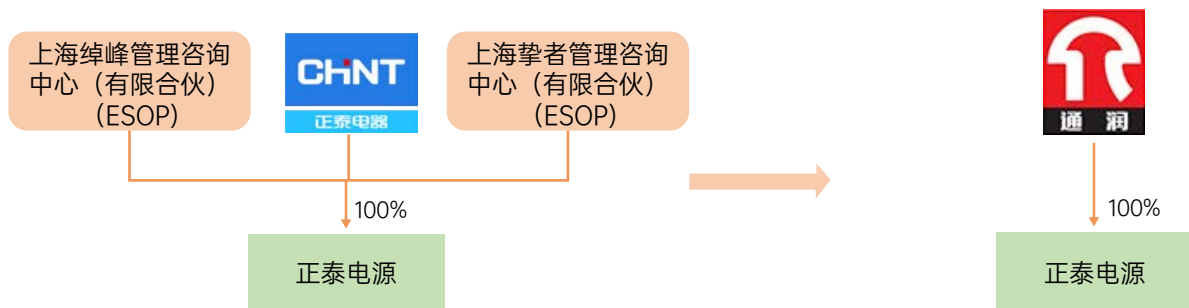 上海绰峰管理咨询
中心（有限合伙）
（ESOP）
CHNT
正泰电器
上海挚者管理咨询
中心（有限合伙）
（ESOP）
通润
100%
100%
正泰电源
正泰电源